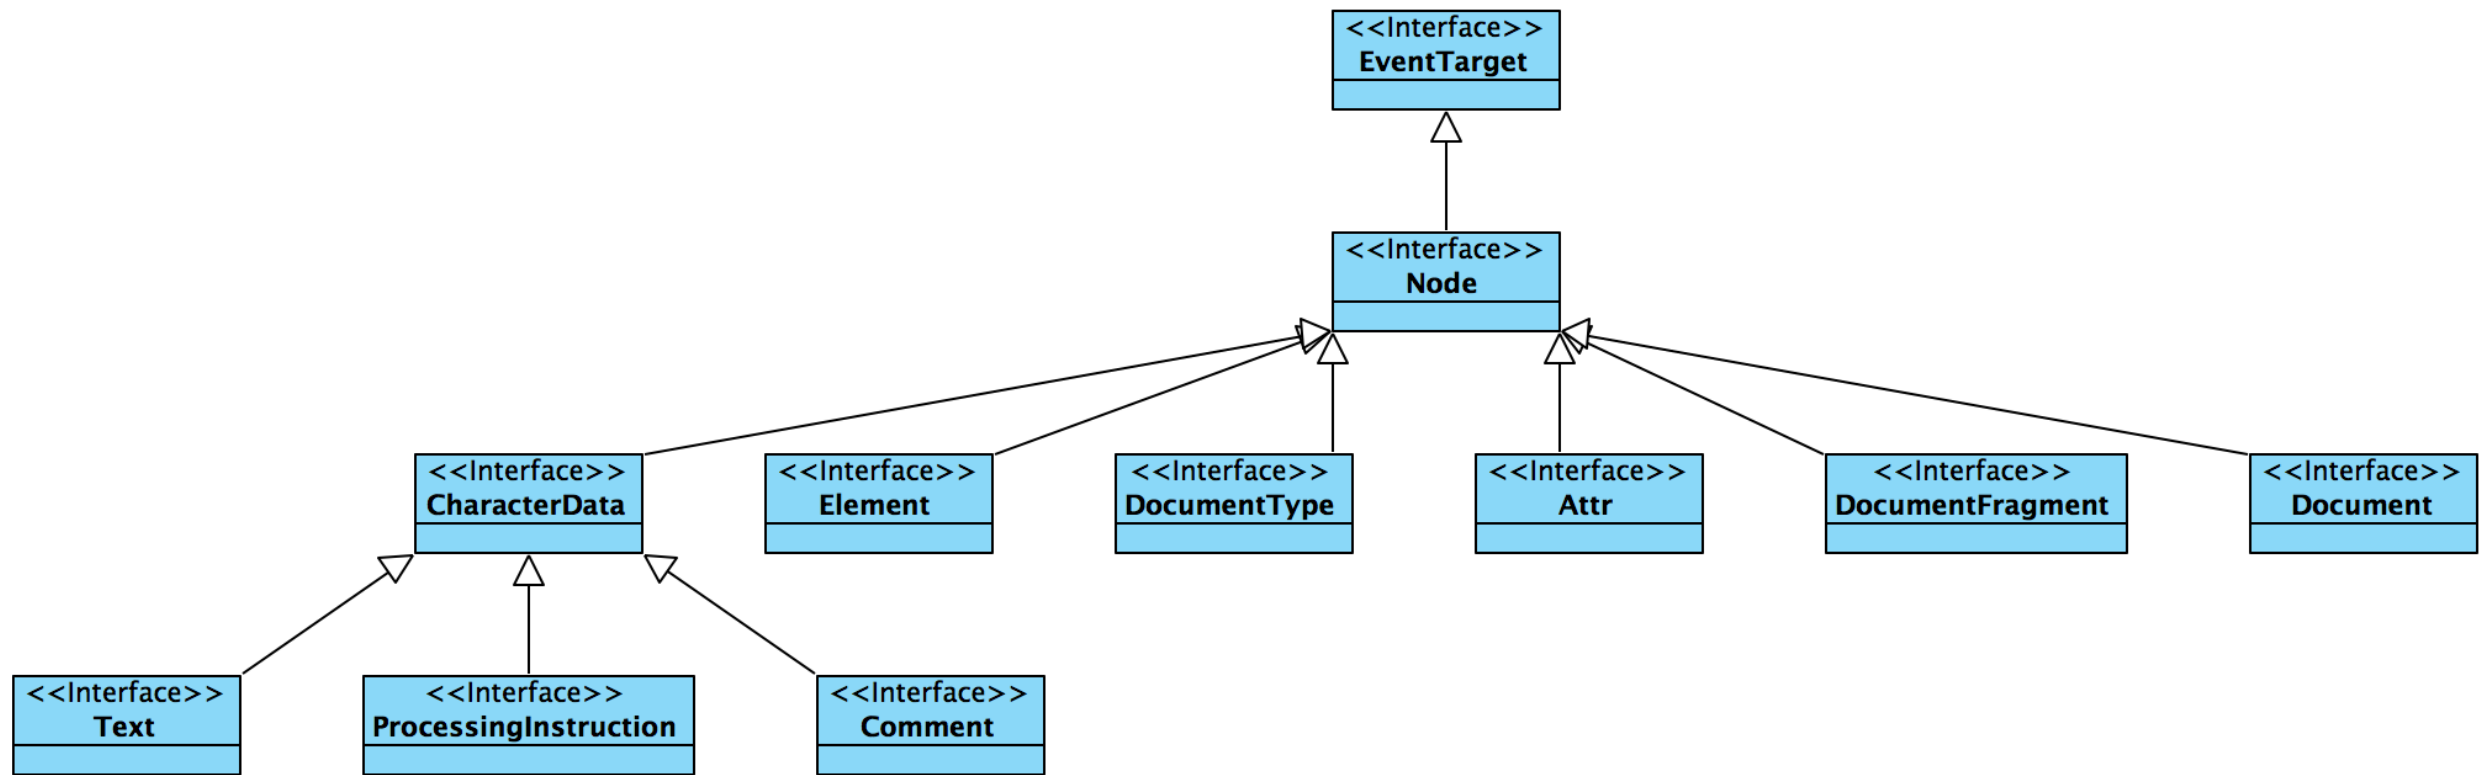 <<Interface>>
EventTarget
<<Interface>>
Node
<<Interface>>
CharacterData
<<Interface>>
Element
<<Interface>>
DocumentType
<<Interface>>
Attr
<<Interface>>
DocumentFragment
<<Interface>>
Document
<<Interface>>
Text
<<Interface>>
ProcessingInstruction
<<Interface>>
Comment